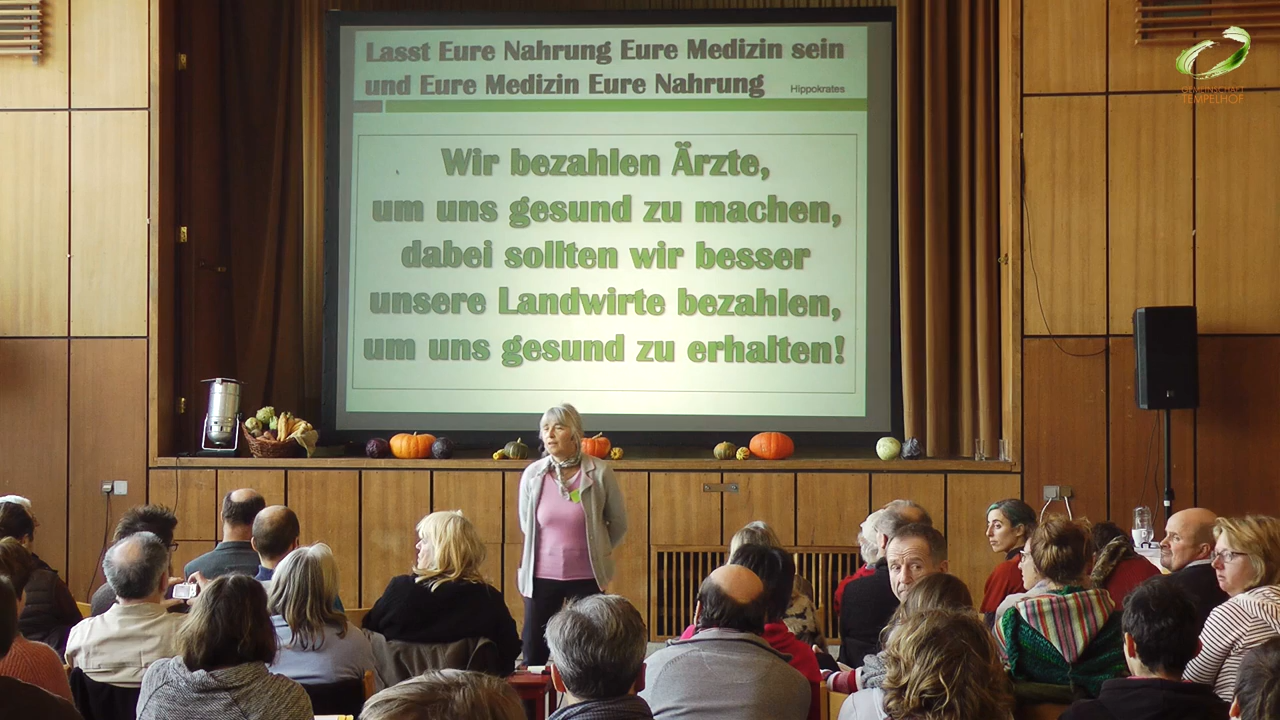 Lasst Eure Nahrung Eure Medizin sein
und Eure Medizin Eure Nahrung
Hippokrates
Wir bezahlen Ärzte,
um uns gesund zu machen,
dabei sollten wir besser
unsere Landwirte bezahlen,
um uns gesund zu erhalten!
GEMEINSCHAFT
TEMPELHOF